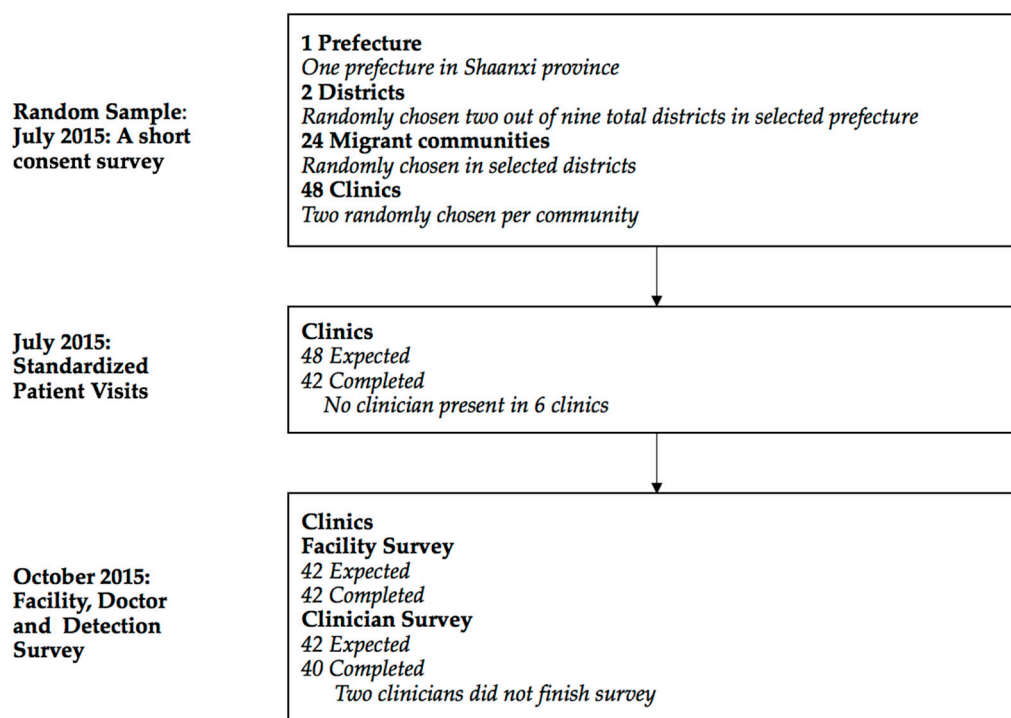 Random Sample:
July 2015: A short
consent survey
1 Prefecture
One prefecture in Shaanxi province
2 Districts
Randomly chosen two out of nine total districts in selected prefecture
24 Migrant communities
Randomly chosen in selected districts
48 Clinics
Two randomly chosen per community
July 2015:
Standardized
Patient Visits
Clinics
48 Expected
42 Completed
No clinician present in 6 clinics
October 2015:
Facility, Doctor
and Detection
Survey
Clinics
Facility Survey
42 Expected
42 Completed
Clinician Survey
42 Expected
40 Completed
Two clinicians did not finish survey